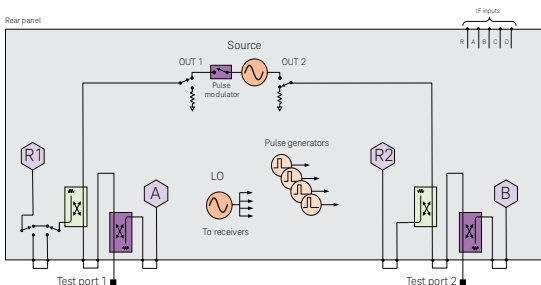 Rear panel
IF inputs
R A B C D
Source
OUT 1
OUT 2
Pulse
modulator
Pulse generators
R1
A
LO
R2
B
To receivers
Test port 1
Test port 2